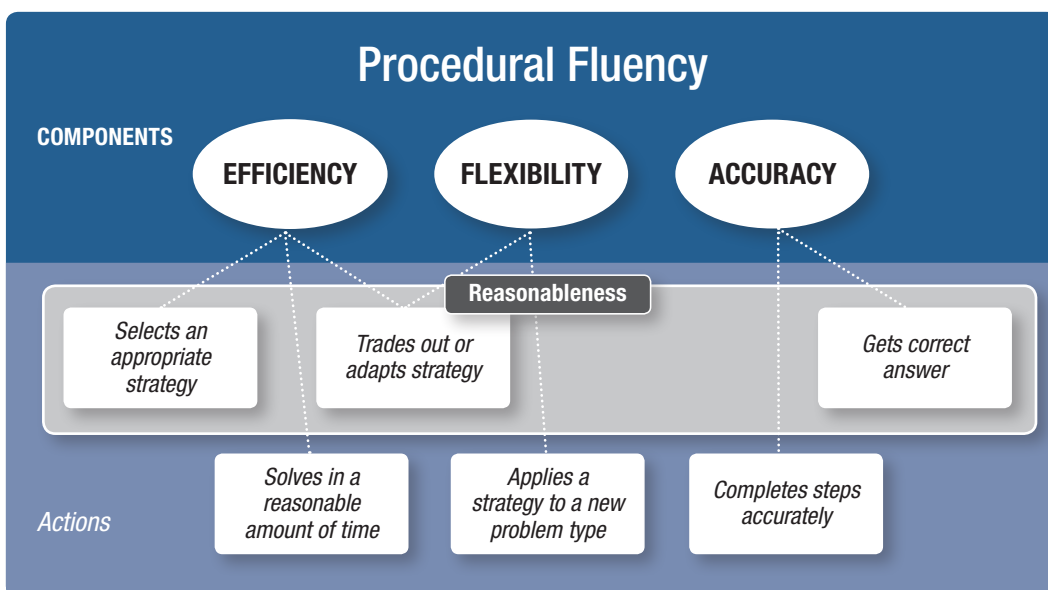 Procedural Fluency
COMPONENTS
EFFICIENCY
FLEXIBILITY
ACCURACY
Reasonableness
Selects an
appropriate
strategy
Trades out or
adapts strategy
Gets correct
answer
Actions
Solves in a
reasonable
amount of time
Applies a
strategy to a new
problem type
Completes steps
accurately